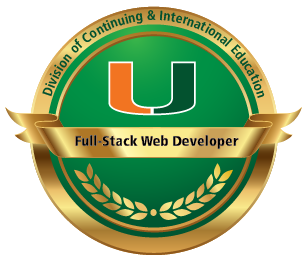 Division of Continuing & International Education
U
Full-Stack Web Developer